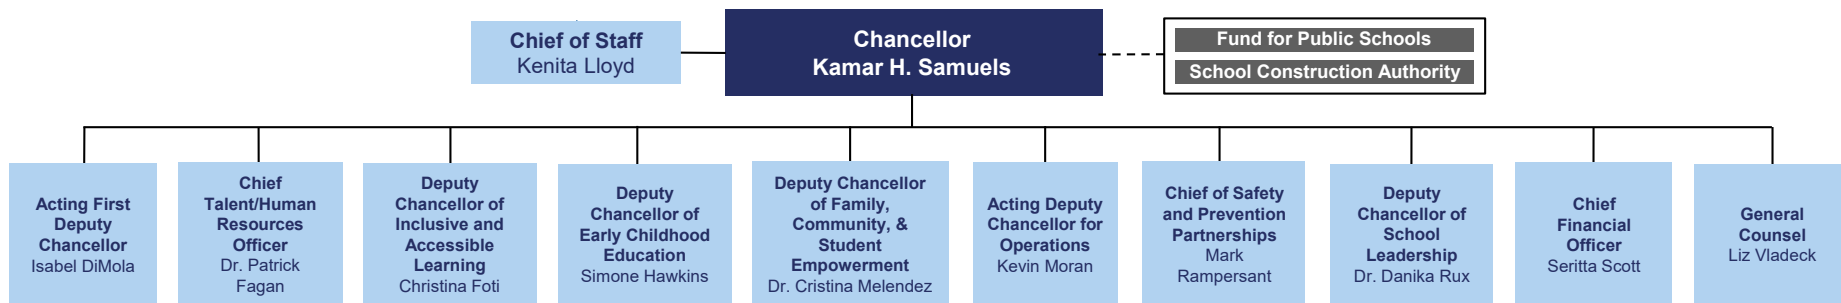 Chief of Staff
Kenita Lloyd
Chancellor
Kamar H. Samuels
Fund for Public Schools
School Construction Authority
Acting First
Deputy
Chancellor
Isabel DiMola
Chief
Talent/Human
Resources
Officer
Dr. Patrick
Fagan
Deputy
Chancellor of
Inclusive and
Accessible
Learning
Christina Foti
Deputy
Chancellor of
Early Childhood
Education
Simone Hawkins
Deputy Chancellor
of Family,
Community, &
Student
Empowerment
Dr. Cristina Melendez
Acting Deputy
Chancellor for
Operations
Kevin Moran
Chief of Safety
and Prevention
Partnerships
Mark
Rampersant
Deputy
Chancellor of
School
Leadership
Dr. Danika Rux
Chief
Financial
Officer
Seritta Scott
General
Counsel
Liz Vladeck